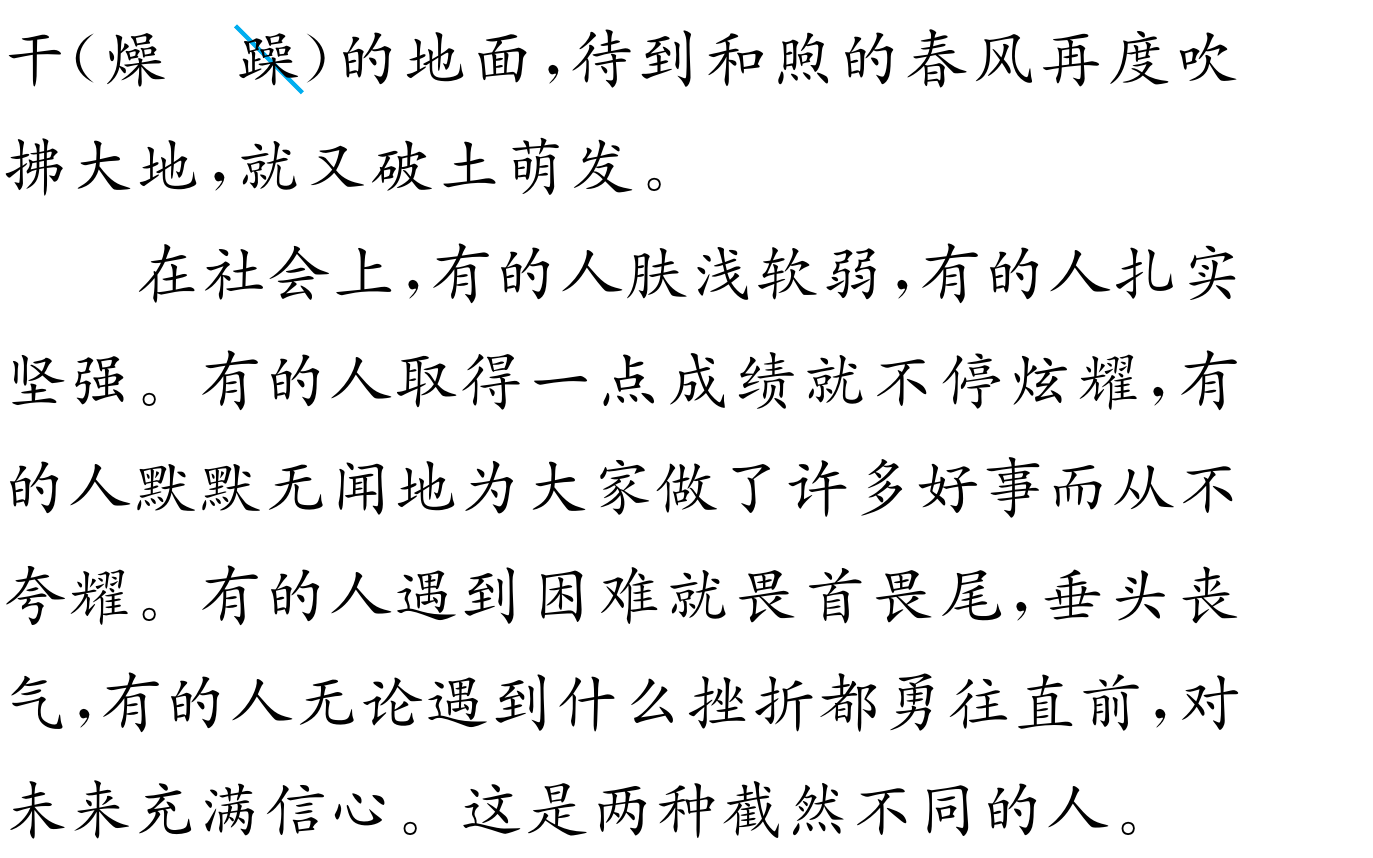 干(燥　躁)的地面,待到和煦的春风再度吹
拂大地,就又破土萌发。
在社会上,有的人肤浅软弱,有的人扎实
坚强。有的人取得一点成绩就不停炫耀,有
的人默默无闻地为大家做了许多好事而从不
夸耀。有的人遇到困难就畏首畏尾,垂头丧
气,有的人无论遇到什么挫折都勇往直前,对
未来充满信心。这是两种截然不同的人。